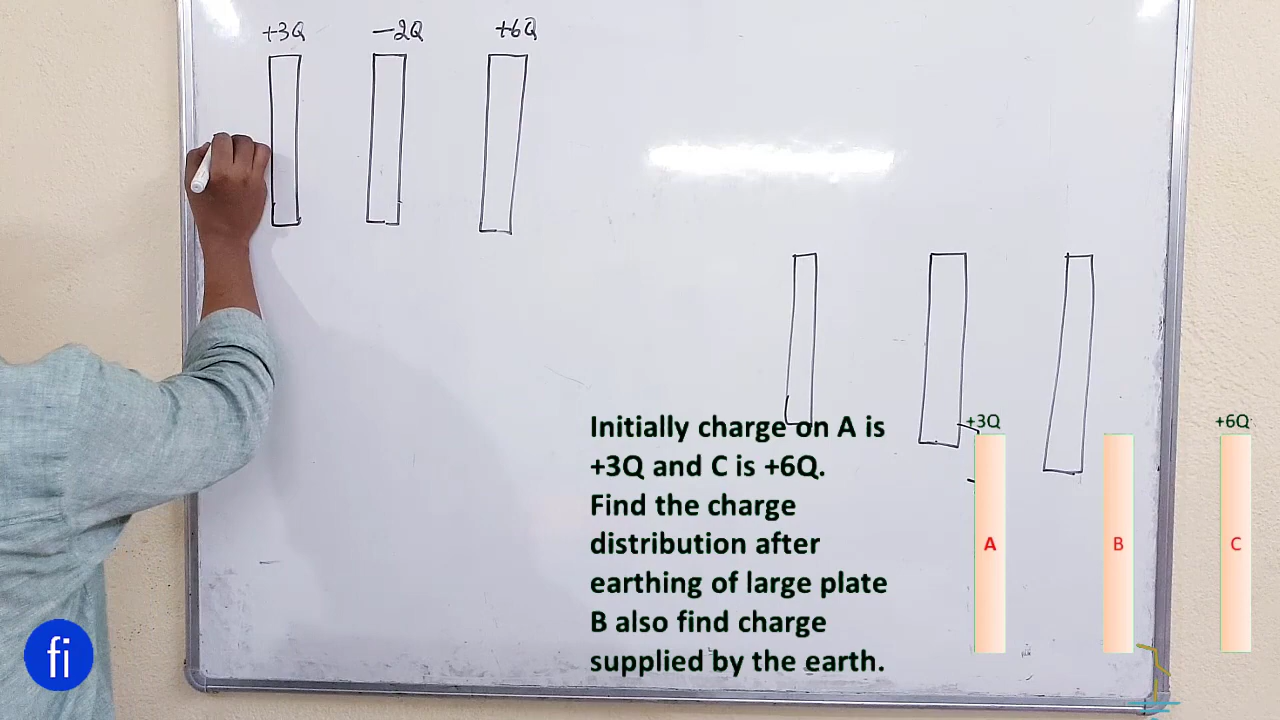 +3Q −2Q +6Q
Initially charge on A is
+3Q and C is +6Q.
Find the charge
distribution after
earthing of large plate
B also find charge
supplied by the earth.
+3Q +6Q
A B C
fi